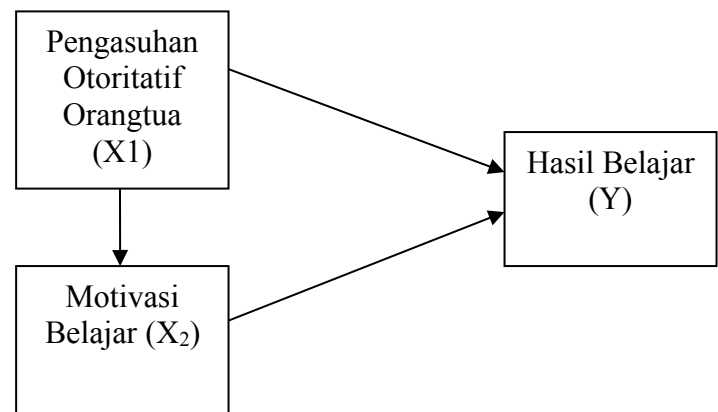 Pengasuhan
Otoritatif
Orangtua
(X1)
Hasil Belajar
(Y)
Motivasi
Belajar (X₂)